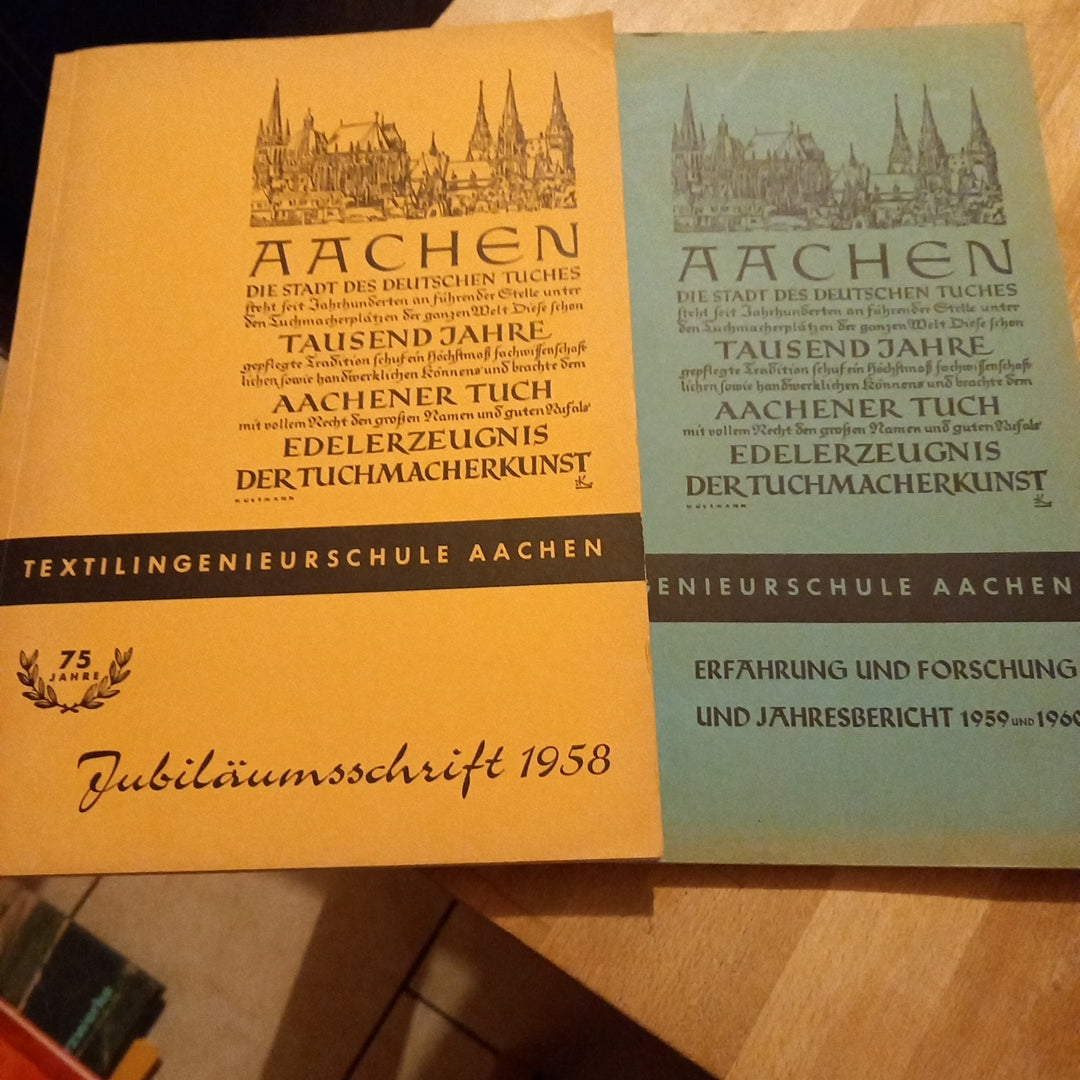 AACHEN
DIE STADT DES DEUTSCHEN TUCHES
steht seit Jahrhunderten an führender Stelle unter
den Tuchmacherplätzen der ganzen Welt Diese schon
TAUSEND JAHRE
gepflegte Tradition schuf ein Höchstmaß fachwissenschaft
lichen sowie handwerklichen Könnens und brachte dem
AACHENER TUCH
mit vollem Recht den großen Namen und guten Ruf als
EDELERZEUGNIS
DER TUCHMACHERKUNST
TEXTILINGENIEURSCHULE AACHEN
75
JAHRE
Jubiläumsschrift 1958
AACHEN
DIE STADT DES DEUTSCHEN TUCHES
steht seit Jahrhunderten an führender Stelle unter
den Tuchmacherplätzen der ganzen Welt Diese schon
TAUSEND JAHRE
gepflegte Tradition schuf ein Höchstmaß fachwissenschaft
lichen sowie handwerklichen Könnens und brachte dem
AACHENER TUCH
mit vollem Recht den großen Namen und guten Ruf als
EDELERZEUGNIS
DER TUCHMACHERKUNST
GENIEURSCHULE AACHEN
ERFAHRUNG UND FORSCHUNG
UND JAHRESBERICHT 1959 UND 1960